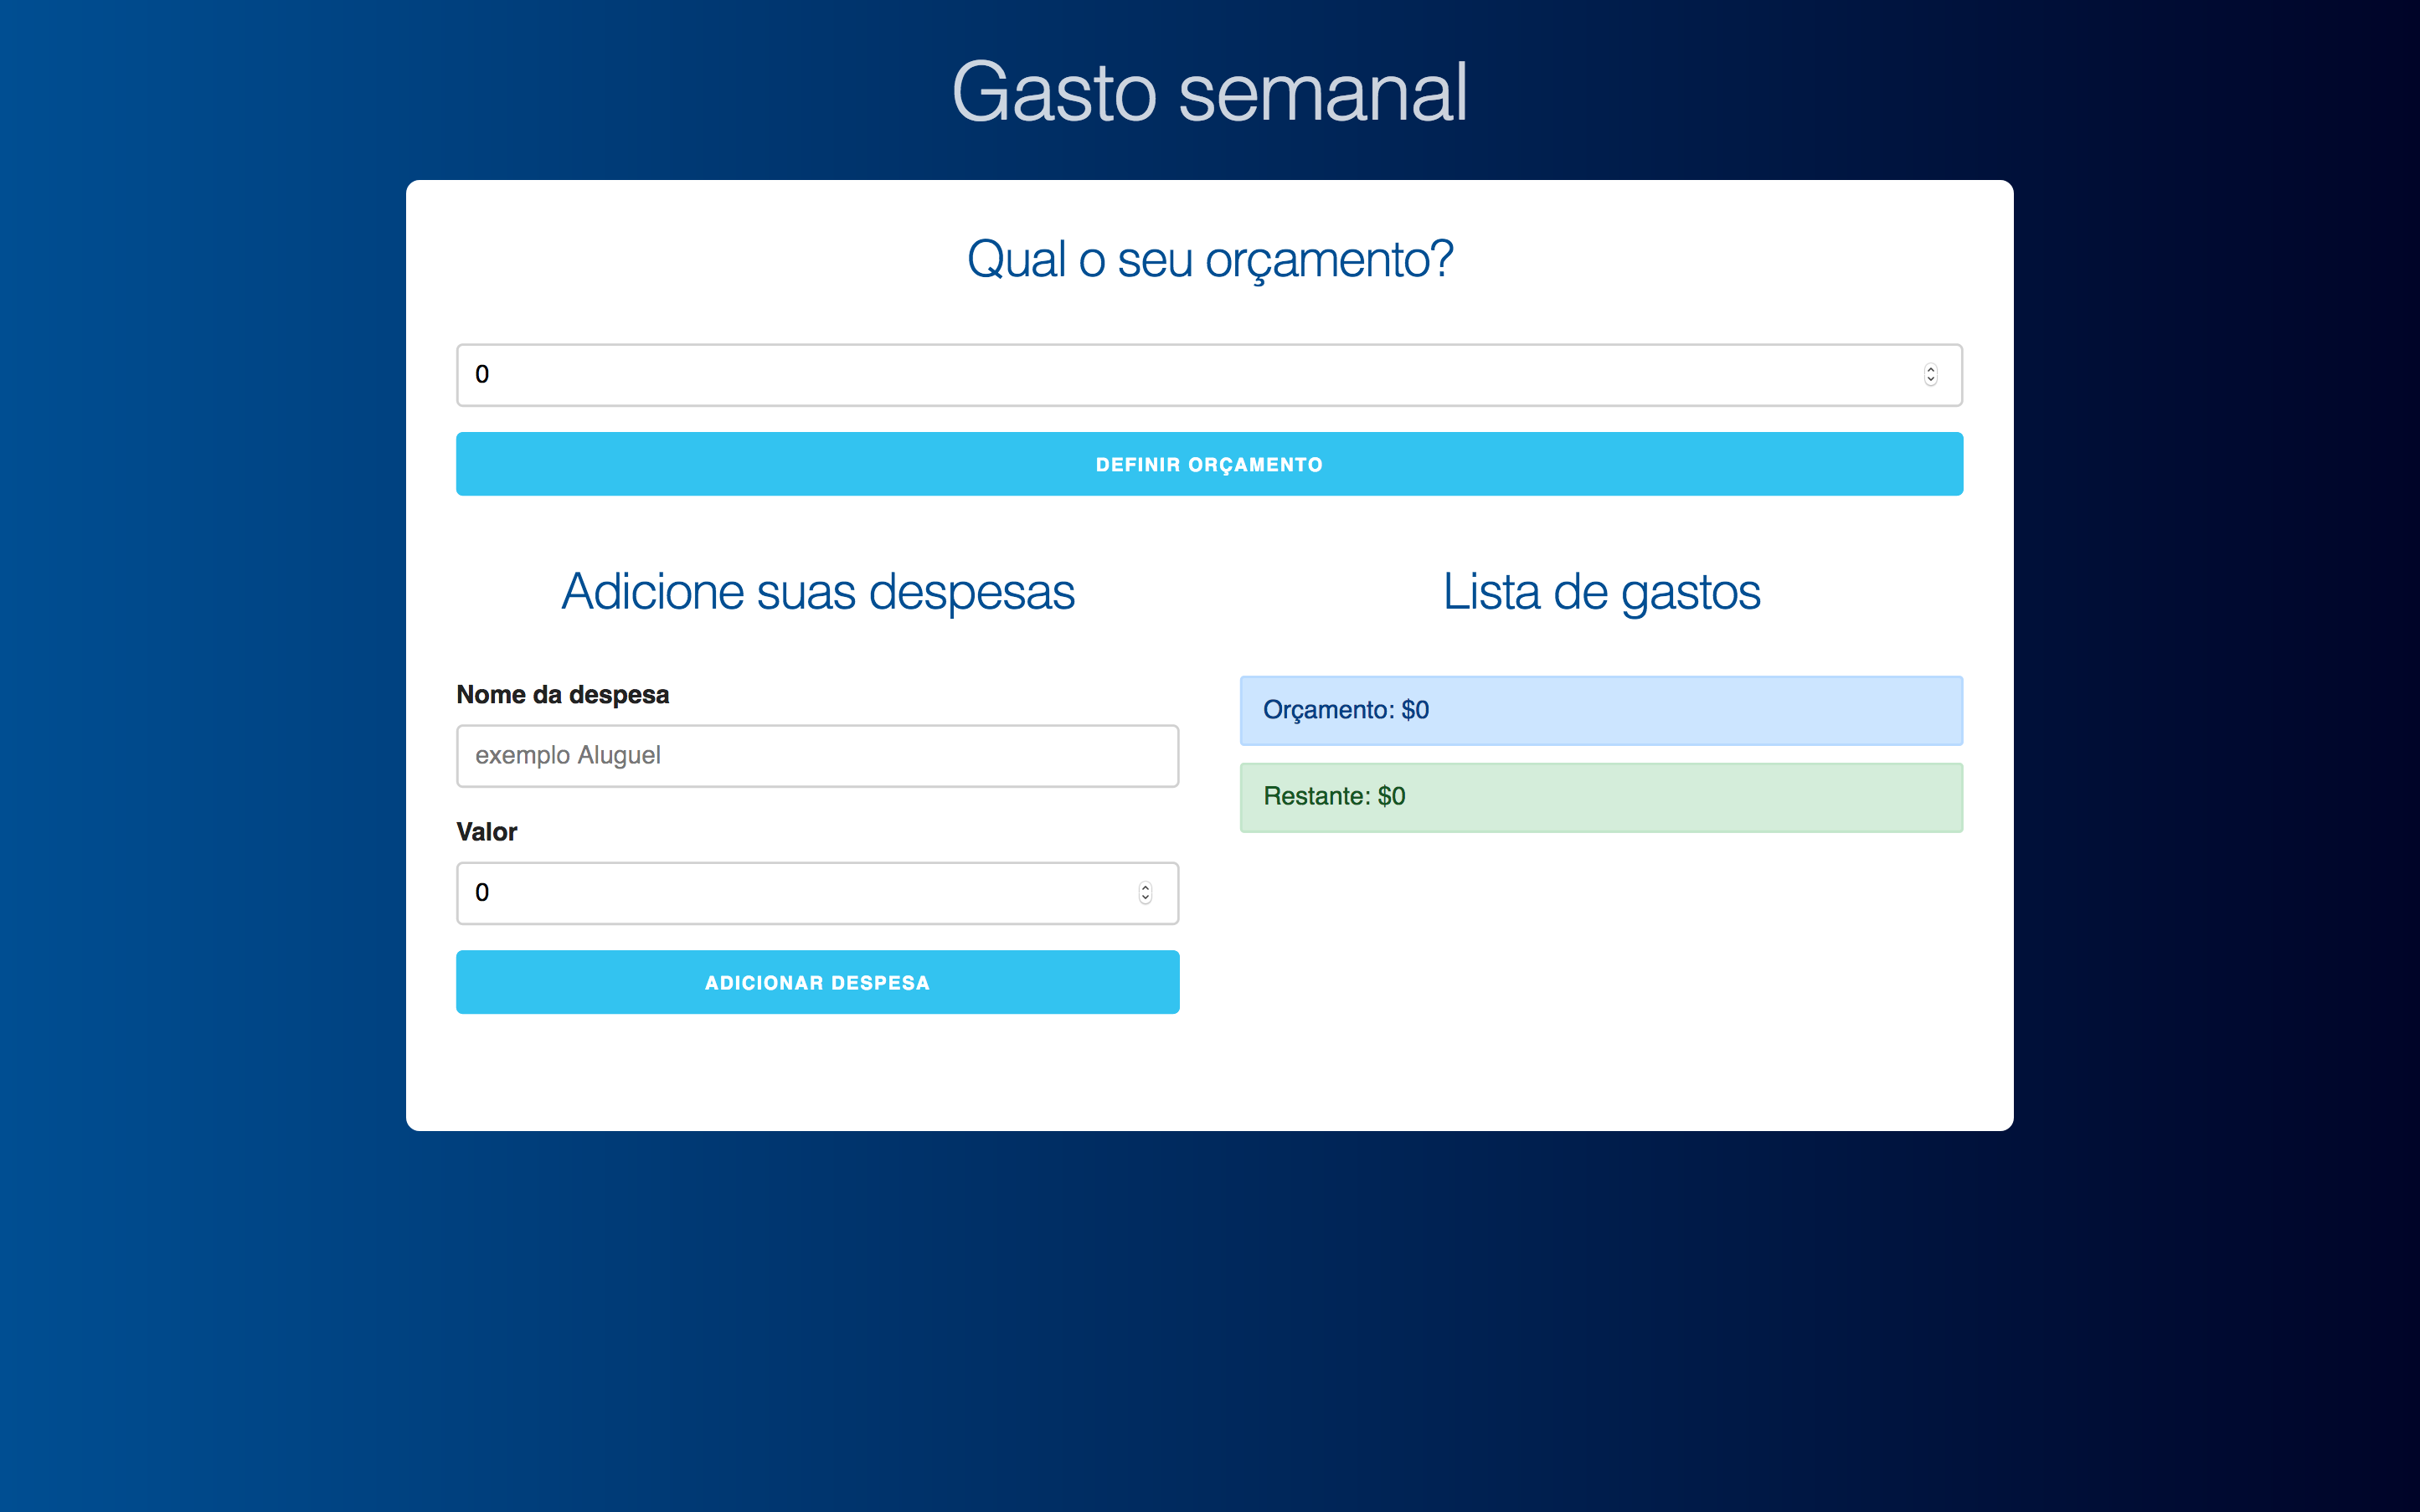 Gasto semanal
Qual o seu orçamento?
0
DEFINIR ORÇAMENTO
Adicione suas despesas
Nome da despesa
exemplo Aluguel
Valor
0
ADICIONAR DESPESA
Lista de gastos
Orçamento: $0
Restante: $0